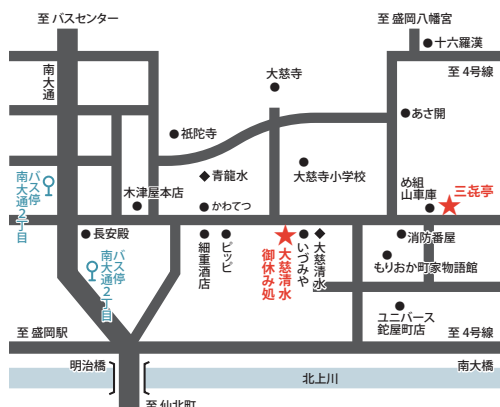 至 バスセンター
至 盛岡八幡宮
十六羅漢
至 4号線
南大通
大慈寺
あさ開
祗陀寺
青龍水
大慈寺小学校
め組
山車庫
三㐂亭
バス停
南大通2丁目
木津屋本店
かわてつ
長安殿
細重酒店
ピッピ
大慈清水
御休み処
いづみや
大慈清水
消防番屋
もりおか町家物語館
バス停
南大通2丁目
ユニバース
鉈屋町店
至 盛岡駅
至 4号線
明治橋
南大橋
北上川
至 仙北町